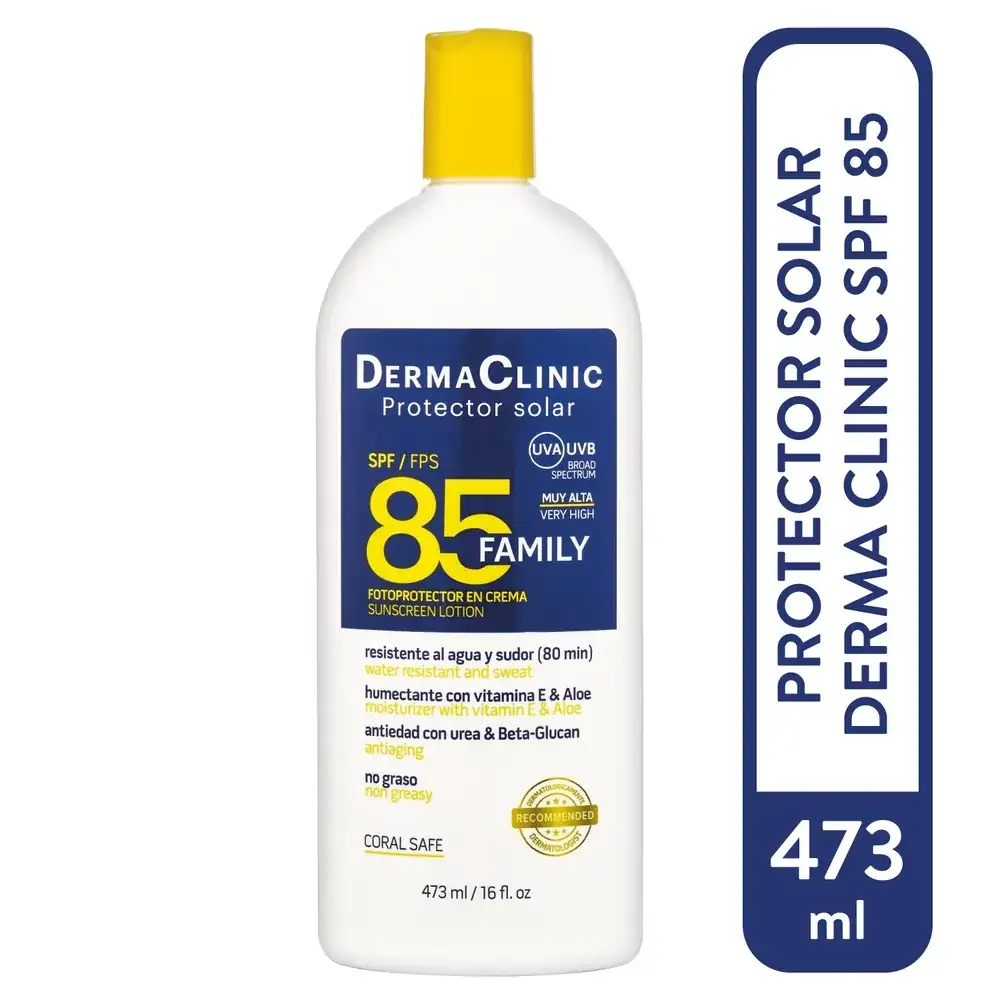 DERMACLINIC
Protector solar
SPF / FPS
85
FAMILY
UVA UVB
BROAD
SPECTRUM
MUY ALTA
VERY HIGH
FOTOPROTECTOR EN CREMA
SUNSCREEN LOTION
resistente al agua y sudor (80 min)
water resistant and sweat
humectante con vitamina E & Aloe
moisturizer with vitamin E & Aloe
antiedad con urea & Beta-Glucan
antiaging
no graso
non greasy
DERMATOLOGICAMENTE
RECOMMENDED
DERMATOLOGIST
CORAL SAFE
473 ml / 16 fl. oz
PROTECTOR SOLAR
DERMA CLINIC SPF 85
473
ml